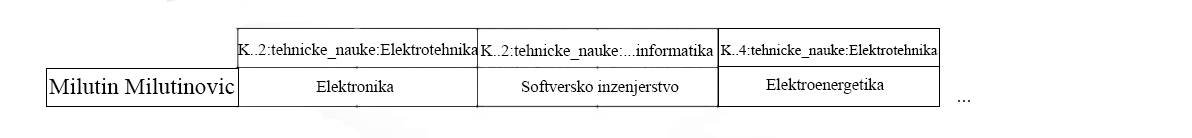 K..2:tehnicke_nauke:Elektrotehnika K..2:tehnicke_nauke:...informatika K..4:tehnicke_nauke:Elektrotehnika
Milutin Milutinovic Elektronika Softversko inzenjerstvo Elektroenergetika ...